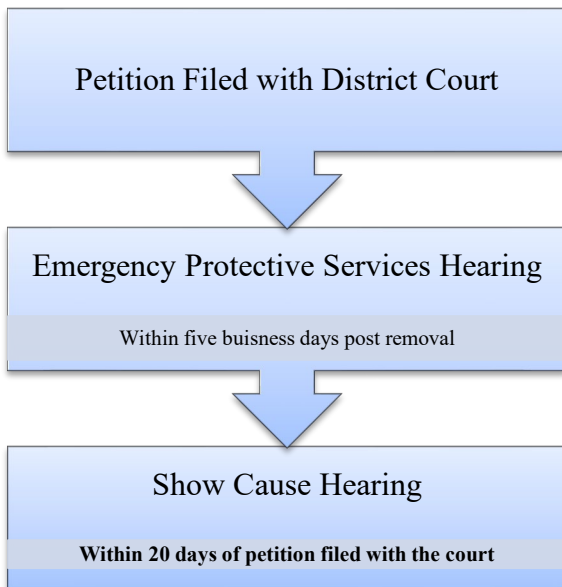 Petition Filed with District Court
Emergency Protective Services Hearing
Within five buisness days post removal
Show Cause Hearing
Within 20 days of petition filed with the court